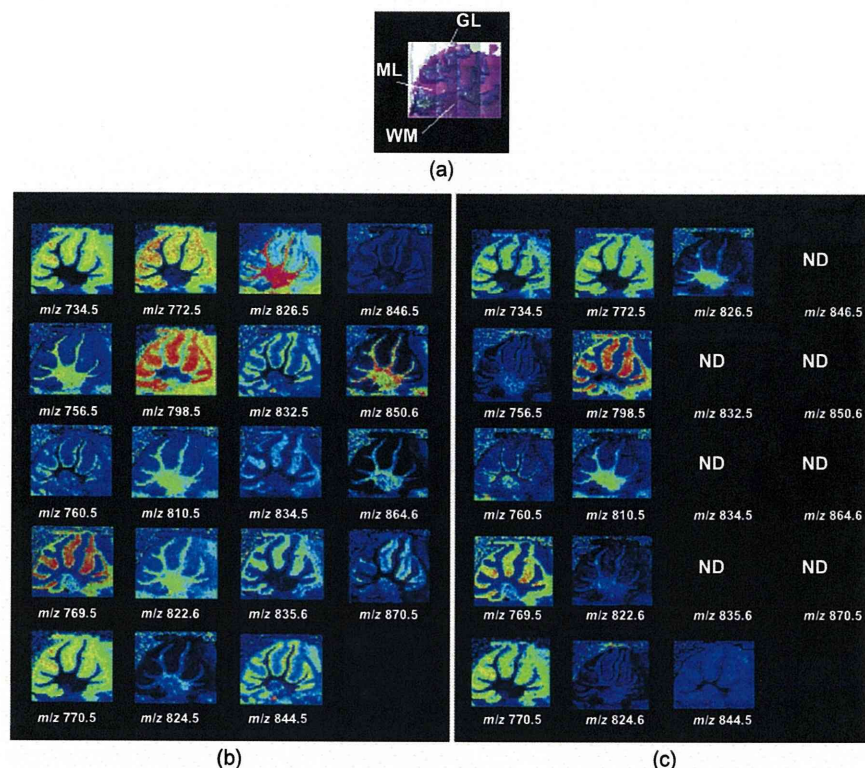 GL
ML
WM
(a)
m/z 734.5 m/z 772.5 m/z 826.5 m/z 846.5
m/z 756.5 m/z 798.5 m/z 832.5 m/z 850.6
m/z 760.5 m/z 810.5 m/z 834.5 m/z 864.6
m/z 769.5 m/z 822.6 m/z 835.6 m/z 870.5
m/z 770.5 m/z 824.5 m/z 844.5
(b)
ND
m/z 734.5 m/z 772.5 m/z 826.5 m/z 846.5
ND ND
m/z 756.5 m/z 798.5 m/z 832.5 m/z 850.6
ND ND
m/z 760.5 m/z 810.5 m/z 834.5 m/z 864.6
ND ND
m/z 769.5 m/z 822.6 m/z 835.6 m/z 870.5
m/z 770.5 m/z 824.6 m/z 844.5
(c)